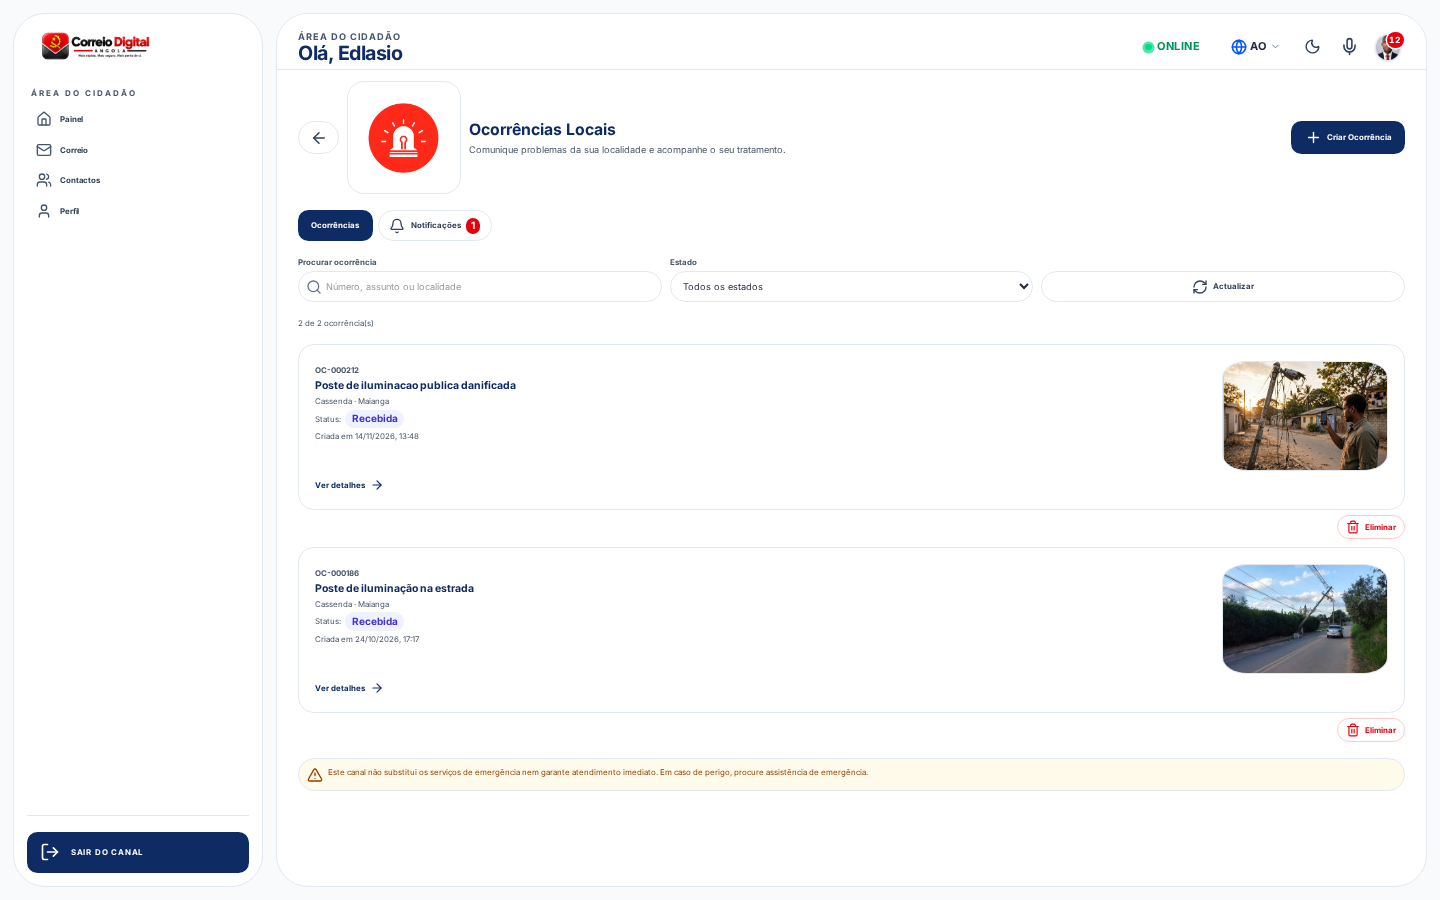 Correio Digital
ANGOLA
ÁREA DO CIDADÃO
Painel
Correio
Contactos
Perfil
SAIR DO CANAL
ÁREA DO CIDADÃO
Olá, Edlasio
ONLINE
AO
12
Ocorrências Locais
Comunique problemas da sua localidade e acompanhe o seu tratamento.
Criar Ocorrência
Ocorrências
Notificações 1
Procurar ocorrência
Número, assunto ou localidade
Estado
Todos os estados
Actualizar
2 de 2 ocorrência(s)
OC-000212
Poste de iluminacao publica danificada
Cassenda · Maianga
Status: Recebida
Criada em 14/11/2026, 13:48
Ver detalhes
Eliminar
OC-000186
Poste de iluminação na estrada
Cassenda · Maianga
Status: Recebida
Criada em 24/10/2026, 17:17
Ver detalhes
Eliminar
Este canal não substitui os serviços de emergência nem garante atendimento imediato. Em caso de perigo, procure assistência de emergência.